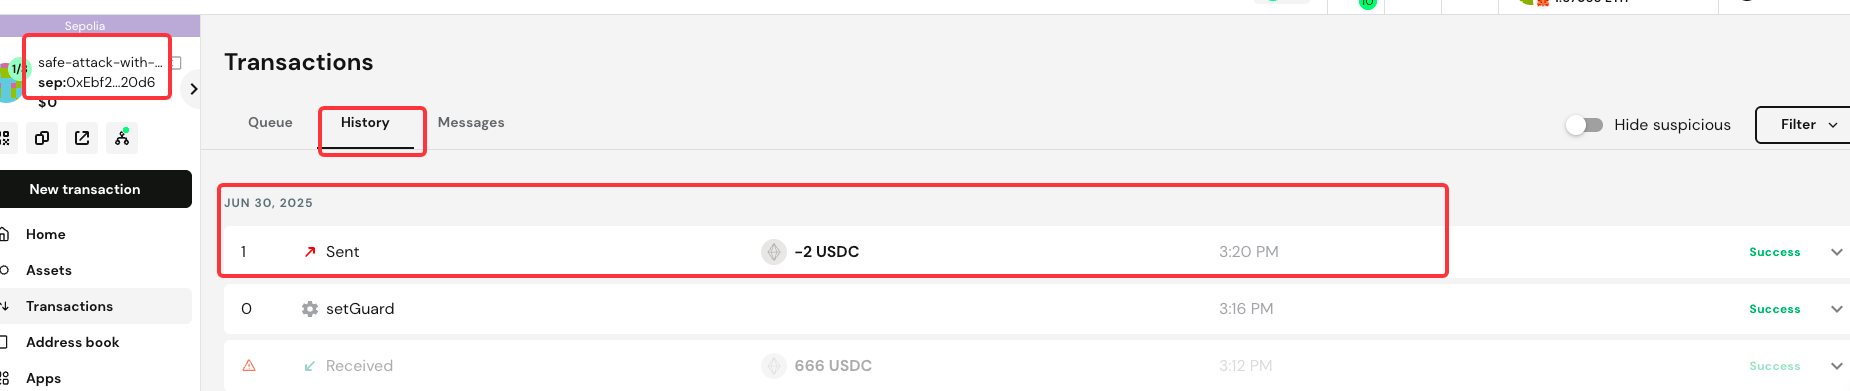 Sepolia
10
1/
safe-attack-with-...
sep:0xEbf2...20d6
$0
New transaction
Home
Assets
Transactions
Address book
Apps
Transactions
Queue
History
Messages
Hide suspicious
Filter
JUN 30, 2025
1 Sent -2 USDC 3:20 PM Success
0 setGuard 3:16 PM Success
Received 666 USDC 3:12 PM Success